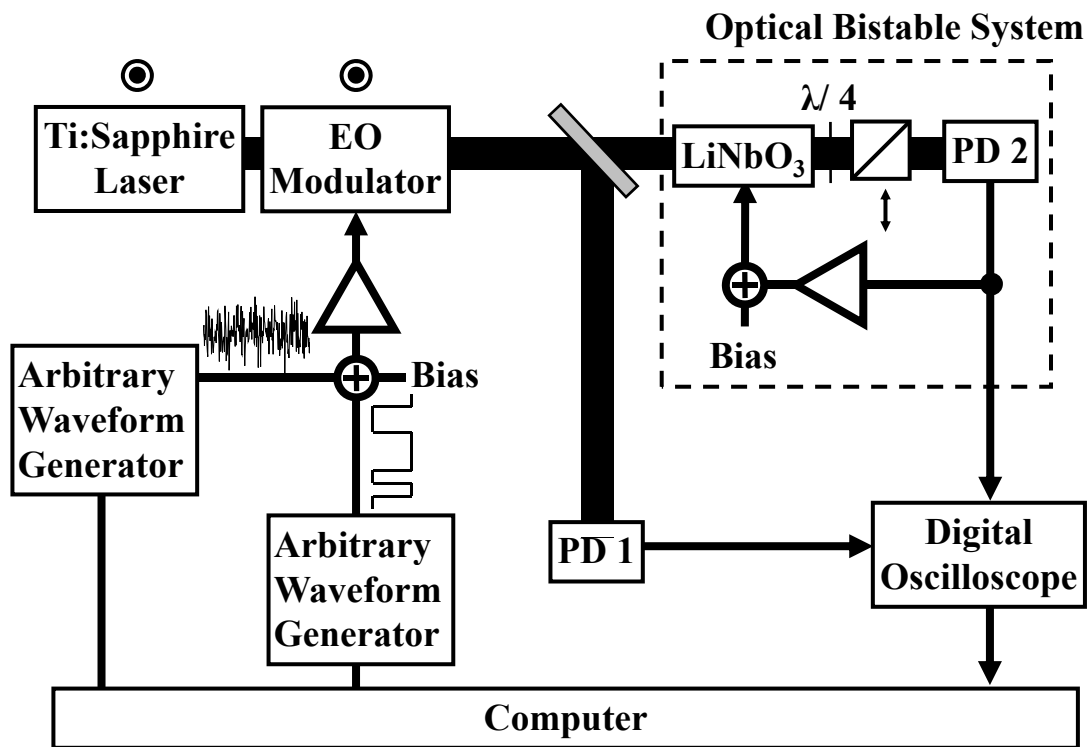 Optical Bistable System
Ti:Sapphire
Laser
EO
Modulator
LiNbO₃
λ/ 4
PD 2
Bias
Arbitrary
Waveform
Generator
Bias
Arbitrary
Waveform
Generator
PD 1
Digital
Oscilloscope
Computer